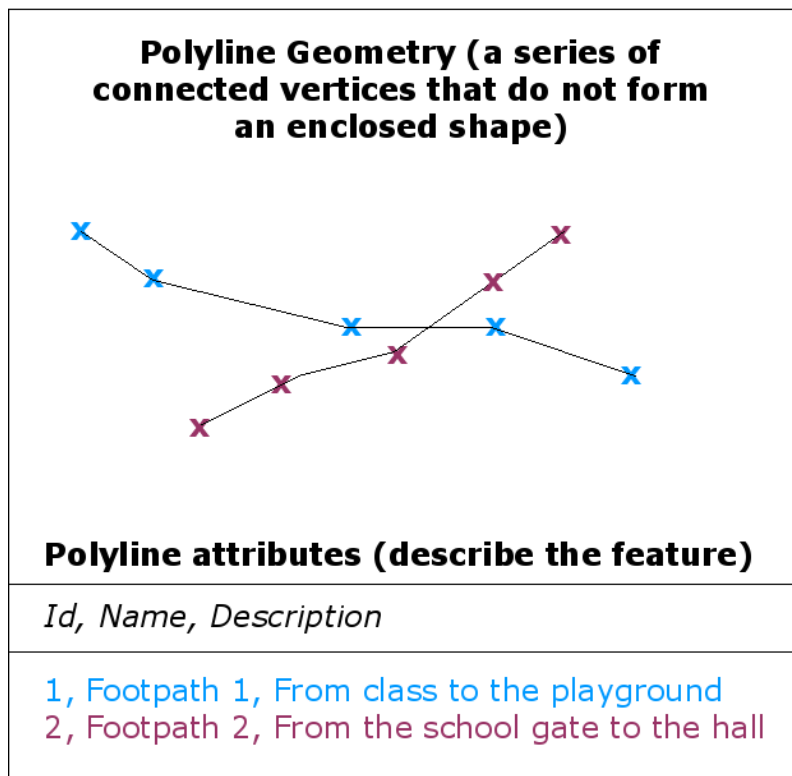 Polyline Geometry (a series of
connected vertices that do not form
an enclosed shape)
Polyline attributes (describe the feature)
Id, Name, Description
1, Footpath 1, From class to the playground
2, Footpath 2, From the school gate to the hall